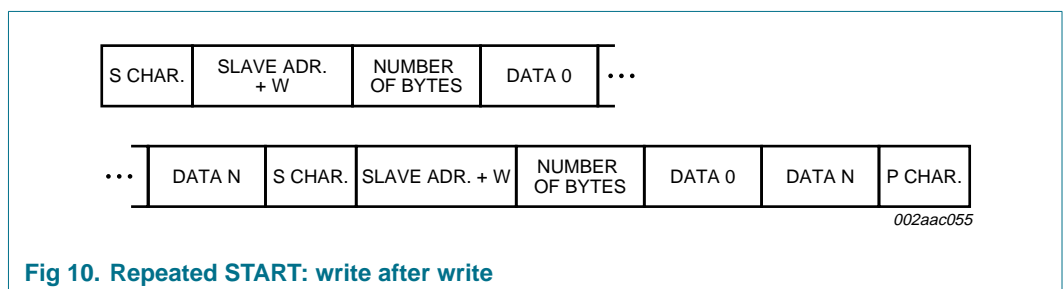 S CHAR.
SLAVE ADR.
+ W
NUMBER
OF BYTES
DATA 0
•••
•••
DATA N
S CHAR.
SLAVE ADR. + W
NUMBER
OF BYTES
DATA 0
DATA N
P CHAR.
002aac055
Fig 10. Repeated START: write after write